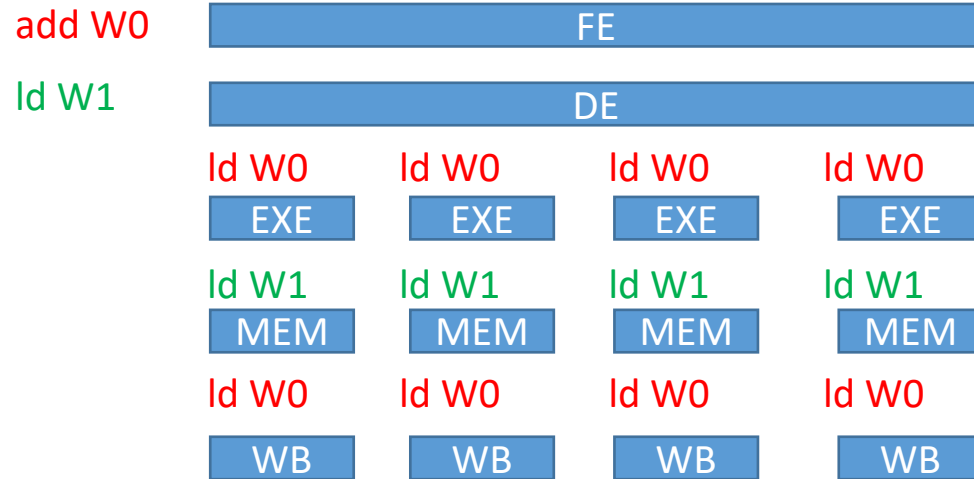 add W0 FE
ld W1 DE
ld W0 ld W0 ld W0 ld W0
EXE EXE EXE EXE
ld W1 ld W1 ld W1 ld W1
MEM MEM MEM MEM
ld W0 ld W0 ld W0 ld W0
WB WB WB WB